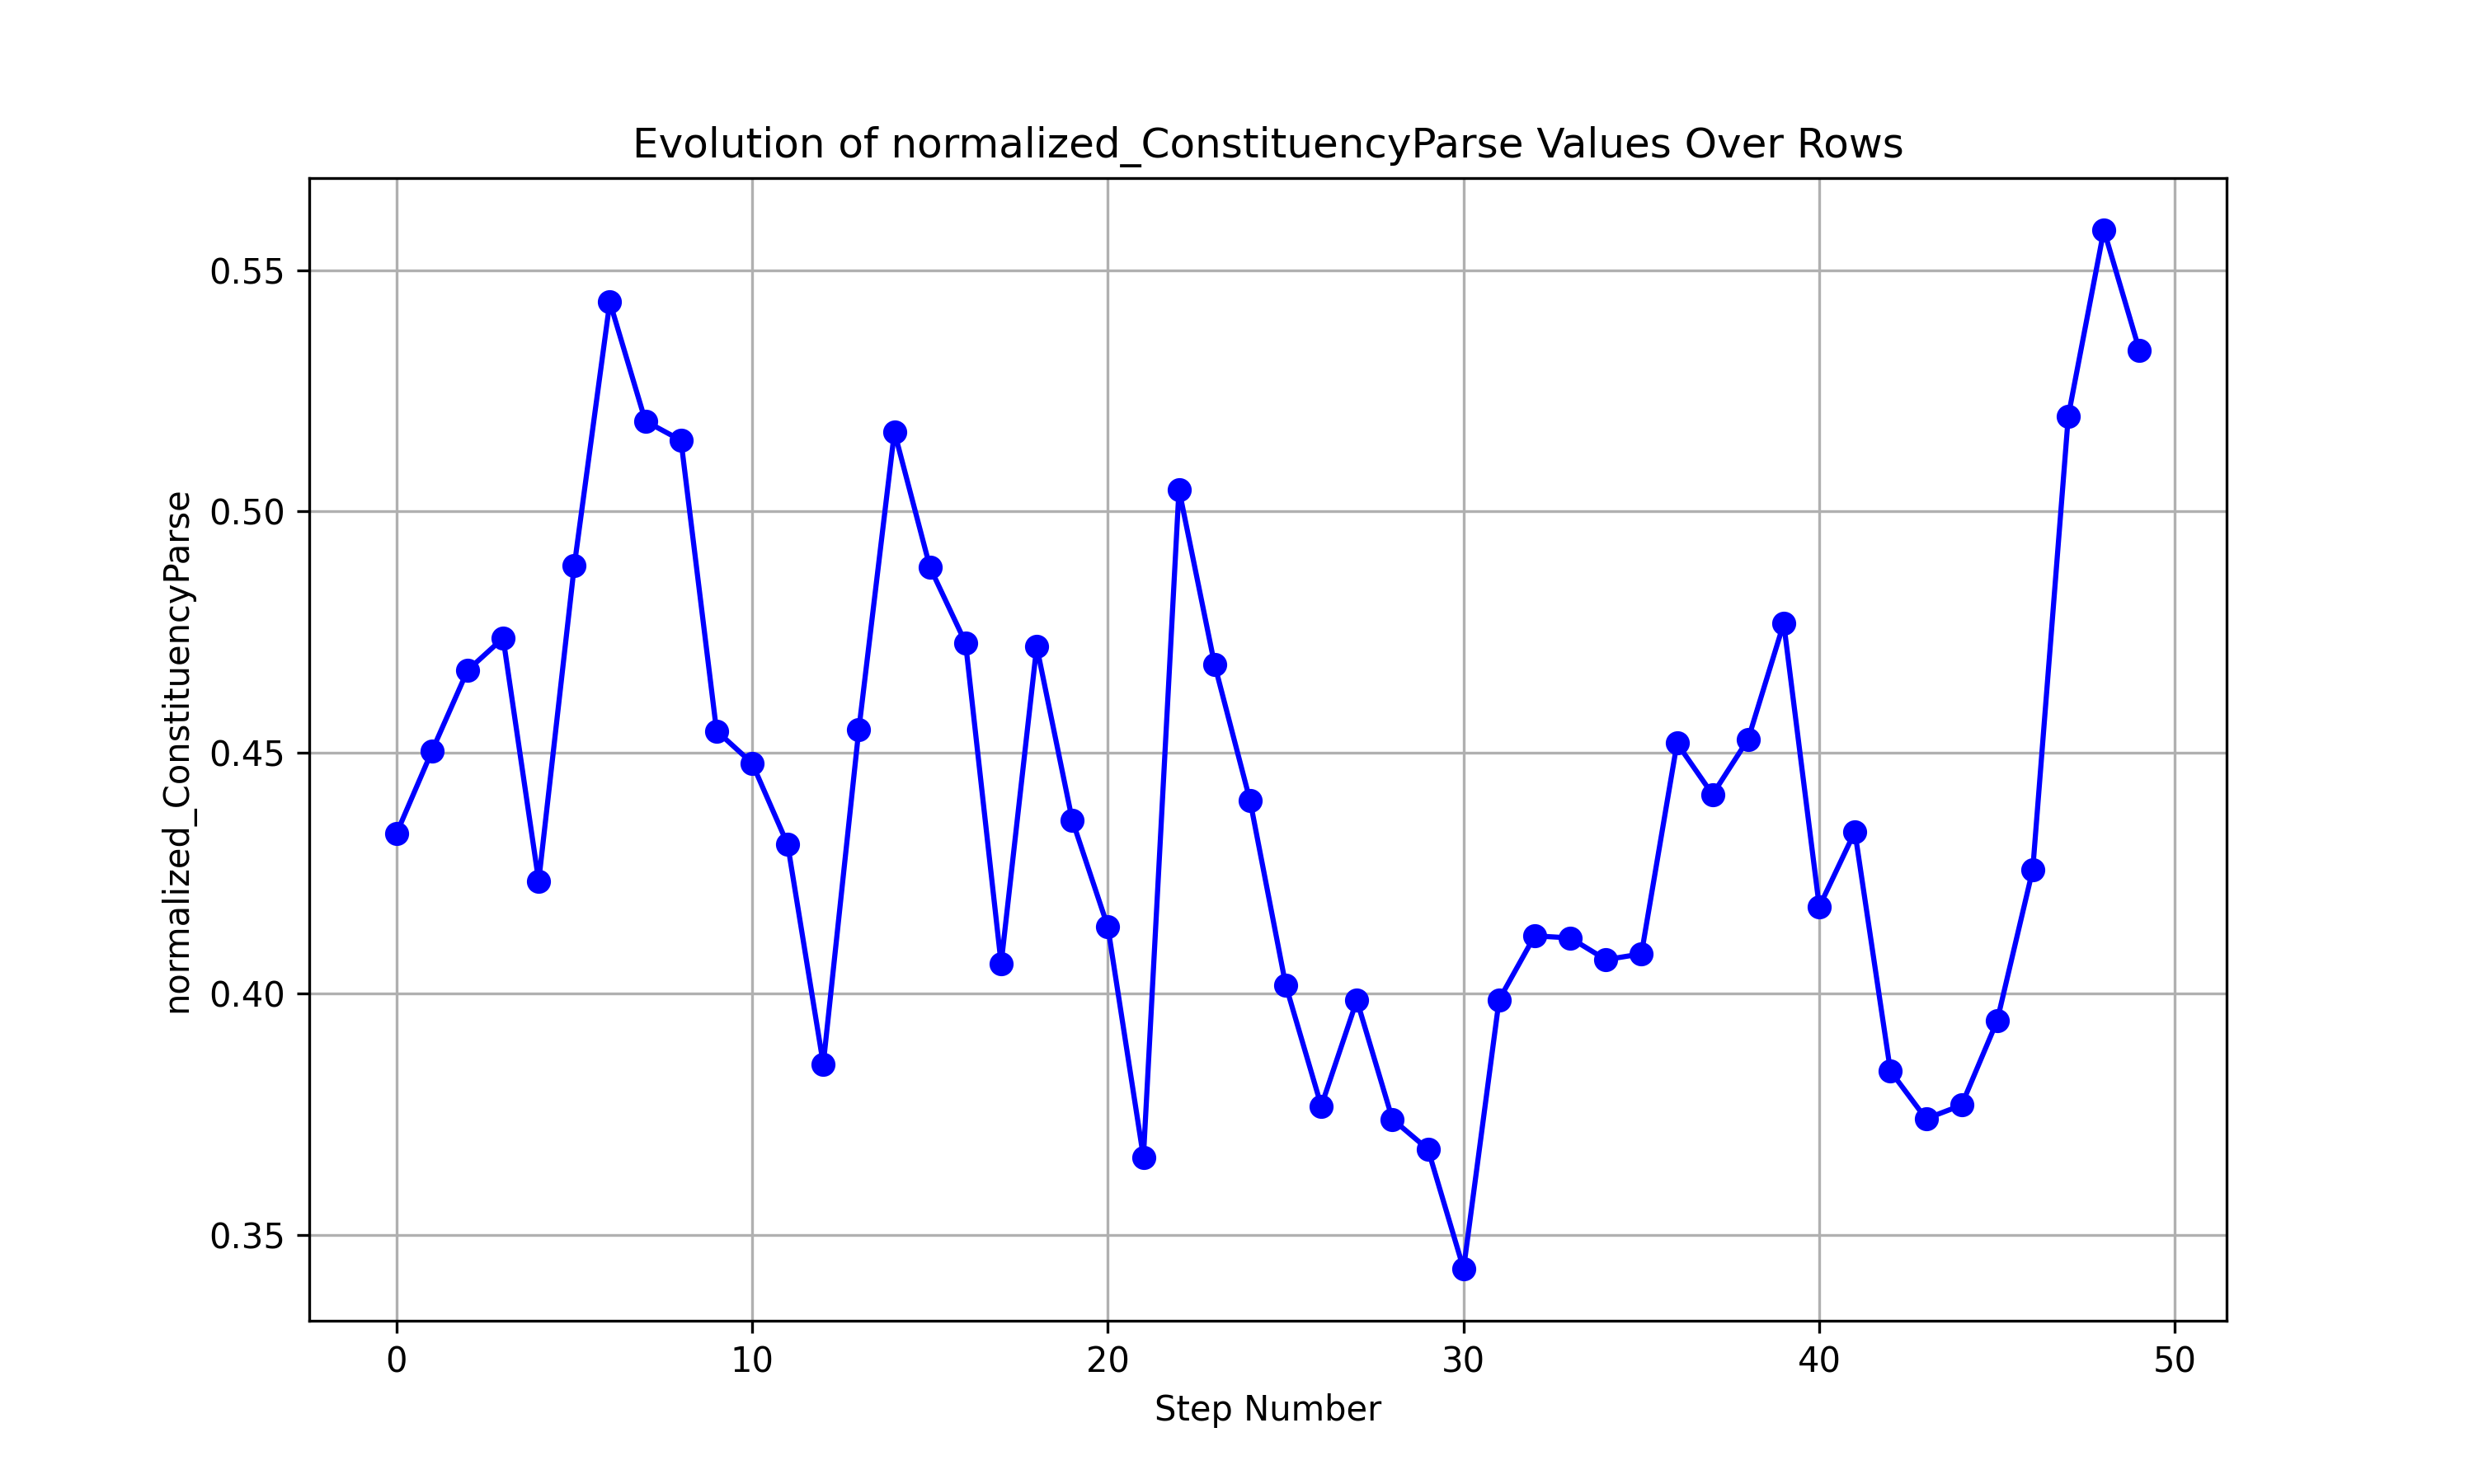 Evolution of normalized_ConstituencyParse Values Over Rows
normalized_ConstituencyParse
0.55
0.50
0.45
0.40
0.35
0 10 20 30 40 50
Step Number